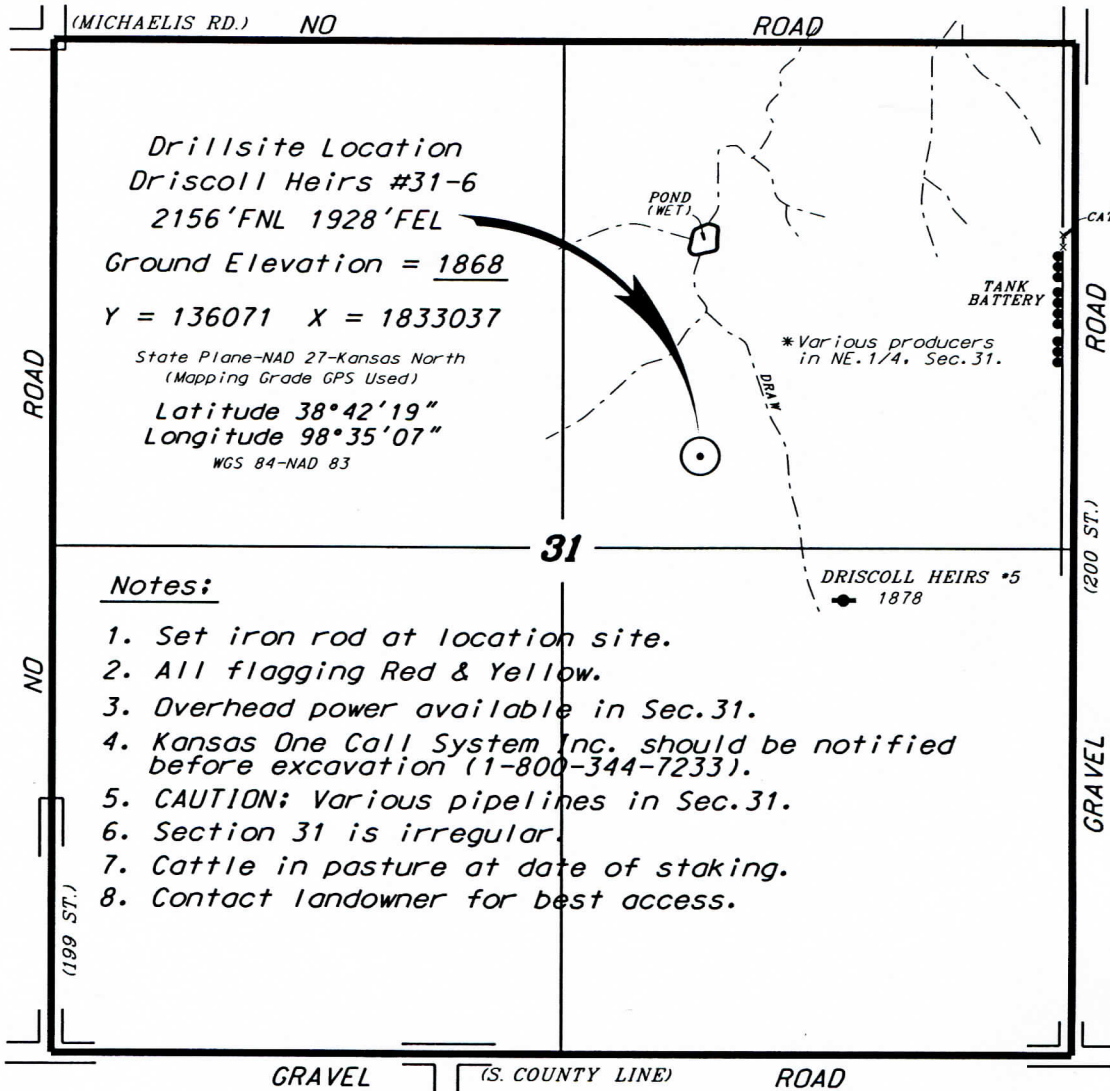 (MICHAELIS RD.) NO ROAD
Drillsite Location
Driscoll Heirs #31-6
2156'FNL 1928'FEL
Ground Elevation = 1868
Y = 136071 X = 1833037
State Plane-NAD 27-Kansas North
(Mapping Grade GPS Used)
Latitude 38°42'19"
Longitude 98°35'07"
WGS 84-NAD 83
POND
(WET)
TANK
BATTERY
* Various producers
in NE.1/4. Sec.31.
DRAW
ROAD
ROAD
(200 ST.)
31
DRISCOLL HEIRS #5
1878
Notes:
1. Set iron rod at location site.
2. All flagging Red & Yellow.
3. Overhead power available in Sec.31.
4. Kansas One Call System Inc. should be notified
before excavation (1-800-344-7233).
5. CAUTION: Various pipelines in Sec.31.
6. Section 31 is irregular.
7. Cattle in pasture at date of staking.
8. Contact landowner for best access.
NO
(199 ST.)
GRAVEL
GRAVEL (S. COUNTY LINE) ROAD